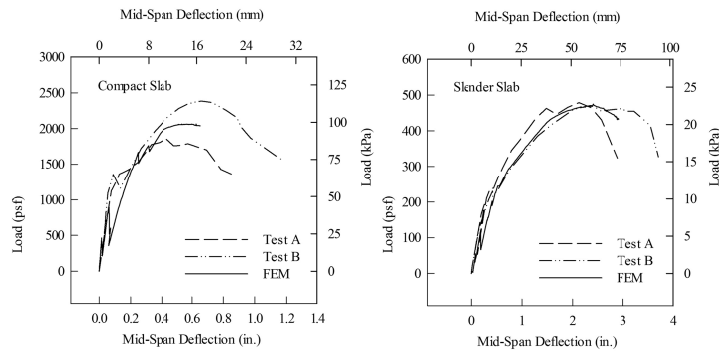 Mid-Span Deflection (mm)
0 8 16 24 32
3000
2500
2000
1500
1000
500
0
Load (psf)
Compact Slab
Test A
Test B
FEM
125
100
75
50
25
0
Load (kPa)
0.0 0.2 0.4 0.6 0.8 1.0 1.2 1.4
Mid-Span Deflection (in.)
Mid-Span Deflection (mm)
0 25 50 75 100
600
500
400
300
200
100
0
Load (psf)
Slender Slab
Test A
Test B
FEM
25
20
15
10
5
0
Load (kPa)
0 1 2 3 4
Mid-Span Deflection (in.)